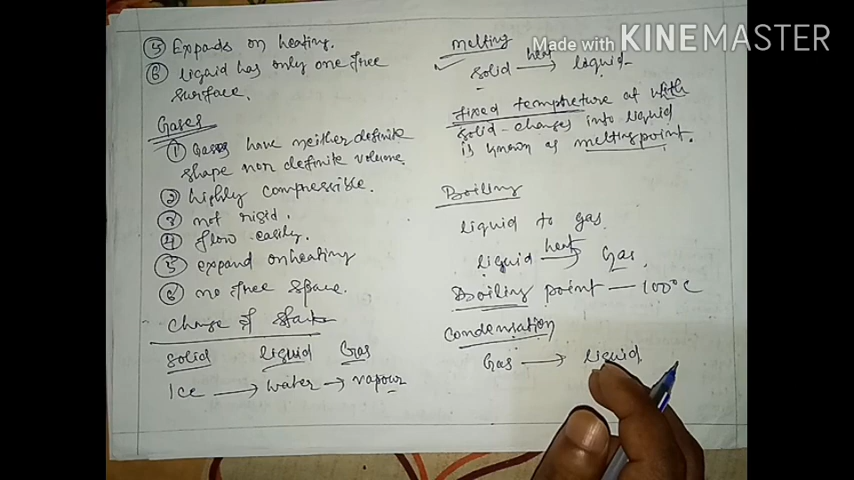 ⑤ Expands on heating.
⑥ liquid has only one free
surface.
Gases
① Gases have neither definite
shape nor definite volume.
② highly compressible.
③ not rigid.
④ flow easily.
⑤ expand on heating
⑥ no free space.
Change of state
solid liquid Gas
Ice → water → vapour
Made with KINEMASTER
melting
solid heat → liquid
fixed tempreture at
solid changes into liquid
is known as melting point.
Boiling
liquid to gas.
liquid heat → Gas.
Boiling point — 100°C
Condensation
Gas → liquid